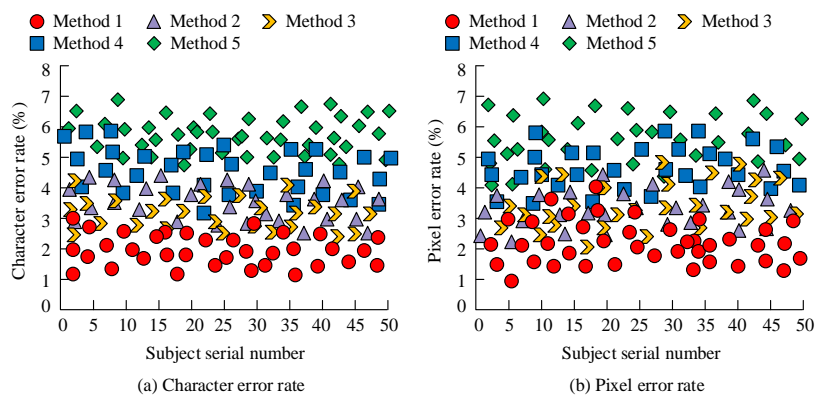 Method 1 Method 2 Method 3
Method 4 Method 5
8
7
6
5
4
3
2
1
0
Character error rate (%)
0 5 10 15 20 25 30 35 40 45 50
Subject serial number
(a) Character error rate
Method 1 Method 2 Method 3
Method 4 Method 5
8
7
6
5
4
3
2
1
0
Pixel error rate (%)
0 5 10 15 20 25 30 35 40 45 50
Subject serial number
(b) Pixel error rate